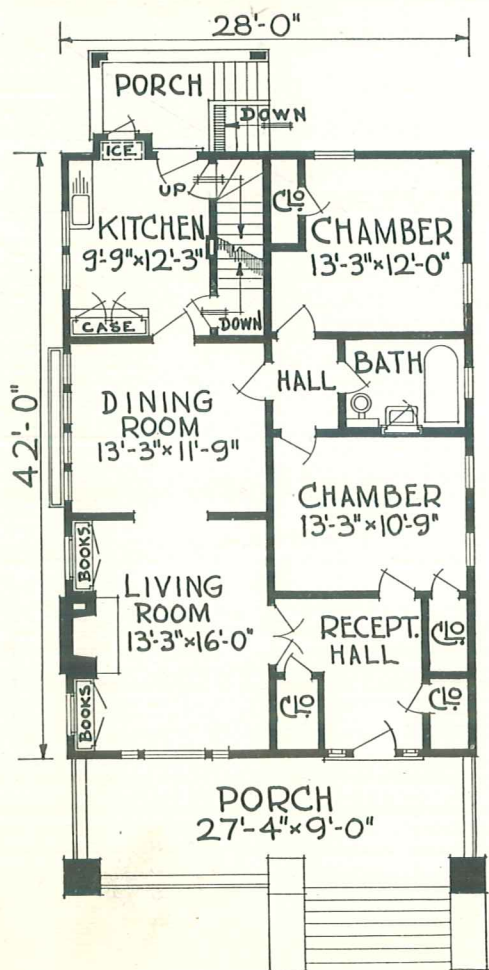 28'-0"
PORCH
DOWN
ICE
UP
CLO
KITCHEN
9'-9"×12'-3"
CHAMBER
13'-3"×12'-0"
CASE
DOWN
HALL
BATH
42'-0"
DINING
ROOM
13'-3"×11'-9"
CHAMBER
13'-3"×10'-9"
BOOKS
LIVING
ROOM
13'-3"×16'-0"
RECEPT.
HALL
CLO
BOOKS
CLO
CLO
PORCH
27'-4"×9'-0"